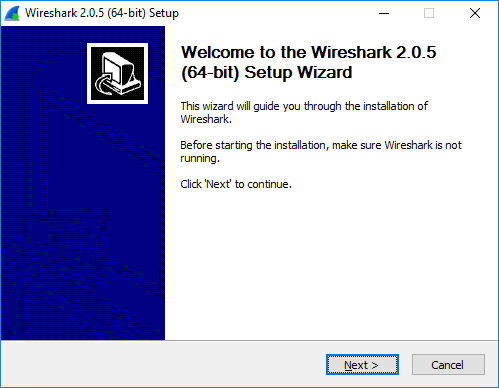 Wireshark 2.0.5 (64-bit) Setup
Welcome to the Wireshark 2.0.5
(64-bit) Setup Wizard
This wizard will guide you through the installation of
Wireshark.
Before starting the installation, make sure Wireshark is not
running.
Click 'Next' to continue.
Next >
Cancel